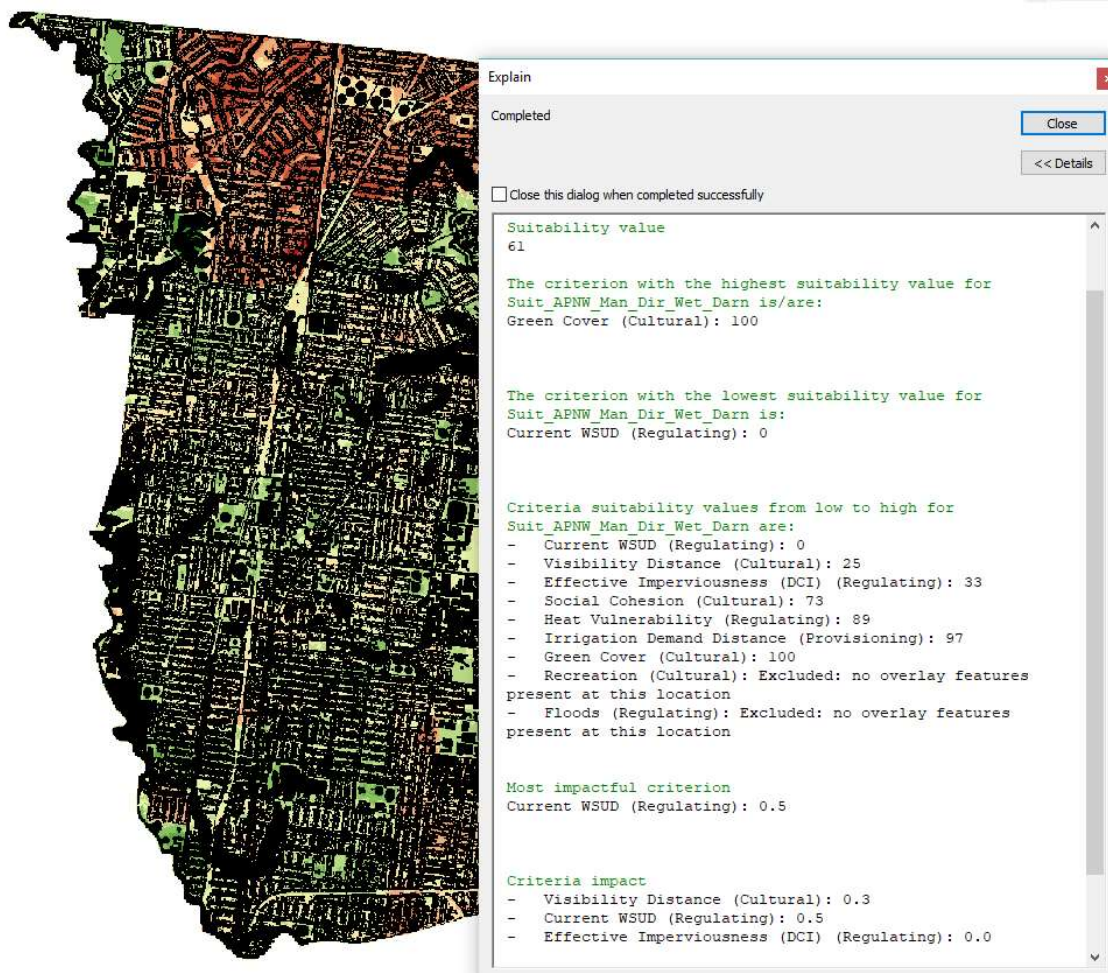 Explain
Completed
Close
<< Details
Close this dialog when completed successfully
Suitability value
61
The criterion with the highest suitability value for
Suit_APNW_Man_Dir_Wet_Darn is/are:
Green Cover (Cultural): 100
The criterion with the lowest suitability value for
Suit_APNW_Man_Dir_Wet_Darn is:
Current WSUD (Regulating): 0
Criteria suitability values from low to high for
Suit_APNW_Man_Dir_Wet_Darn are:
-   Current WSUD (Regulating): 0
-   Visibility Distance (Cultural): 25
-   Effective Imperviousness (DCI) (Regulating): 33
-   Social Cohesion (Cultural): 73
-   Heat Vulnerability (Regulating): 89
-   Irrigation Demand Distance (Provisioning): 97
-   Green Cover (Cultural): 100
-   Recreation (Cultural): Excluded: no overlay features
present at this location
-   Floods (Regulating): Excluded: no overlay features
present at this location
Most impactful criterion
Current WSUD (Regulating): 0.5
Criteria impact
-   Visibility Distance (Cultural): 0.3
-   Current WSUD (Regulating): 0.5
-   Effective Imperviousness (DCI) (Regulating): 0.0